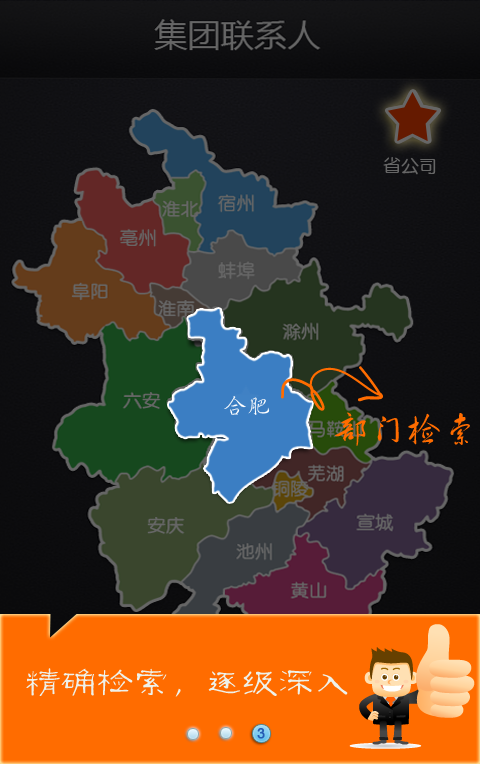 集团联系人
省公司
淮北
宿州
亳州
蚌埠
阜阳
淮南
滁州
六安
合肥
马鞍
部门检索
芜湖
铜陵
宣城
安庆
池州
黄山
精确检索，逐级深入
3